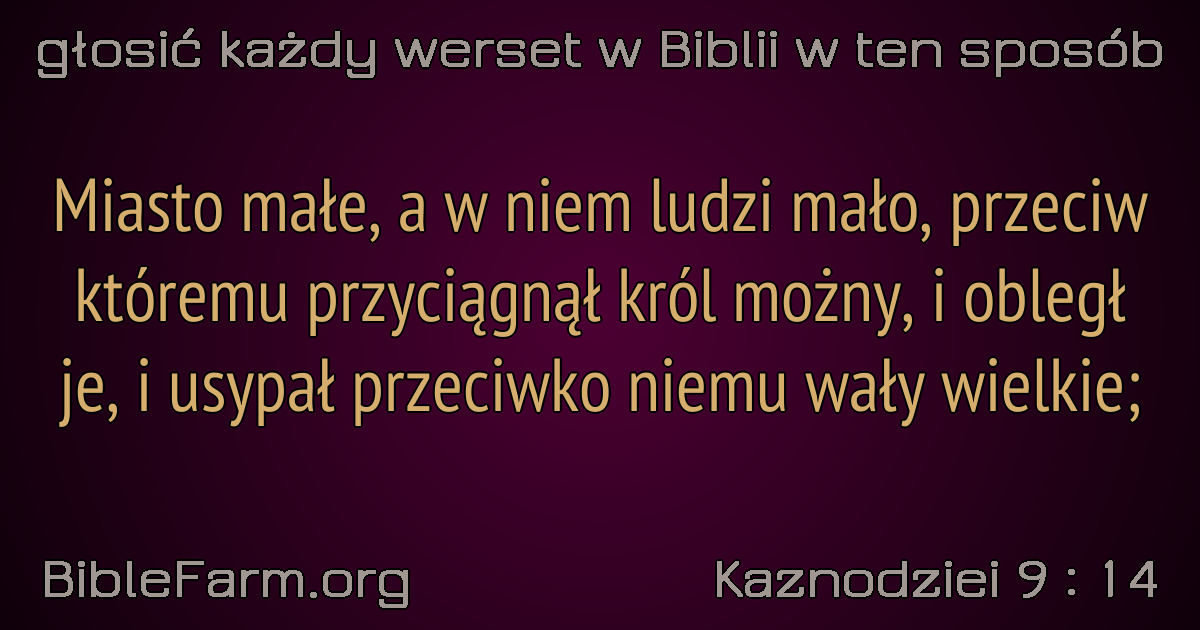 głosić każdy werset w Biblii w ten sposób
Miasto małe, a w niem ludzi mało, przeciw
któremu przyciągnął król możny, i obległ
je, i usypał przeciwko niemu wały wielkie;
BibleFarm.org
Kaznodziei 9 : 14